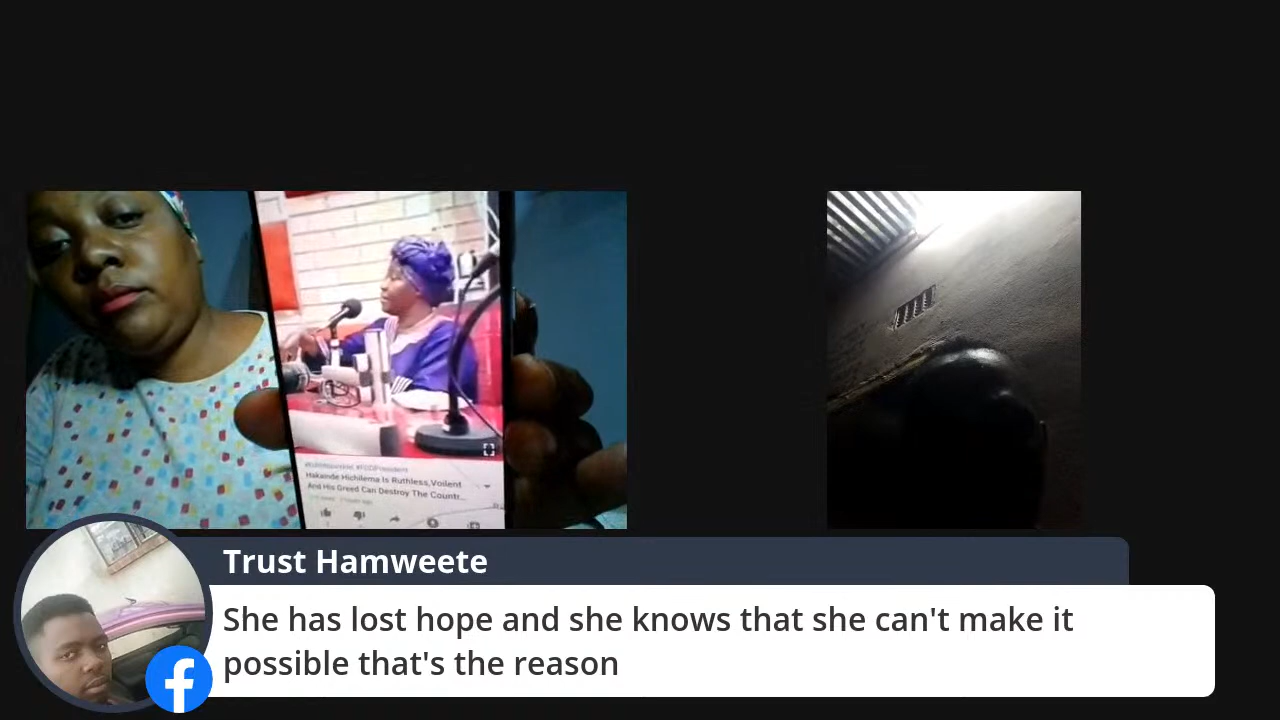 Hakainde Hichilema Is Ruthless,Voilent
And His Greed Can Destroy The Countr...
Trust Hamweete
She has lost hope and she knows that she can't make it
possible that's the reason